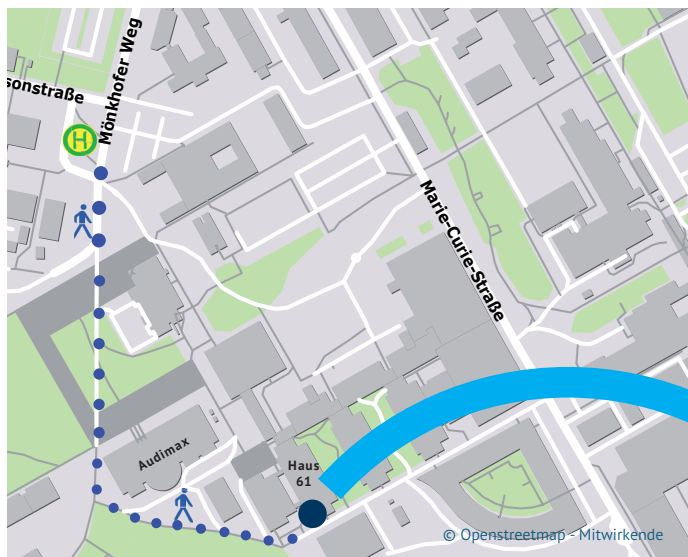 sonstraße
Mönkhofer Weg
H
Marie-Curie-Straße
Audimax
Haus
61
© Openstreetmap - Mitwirkende